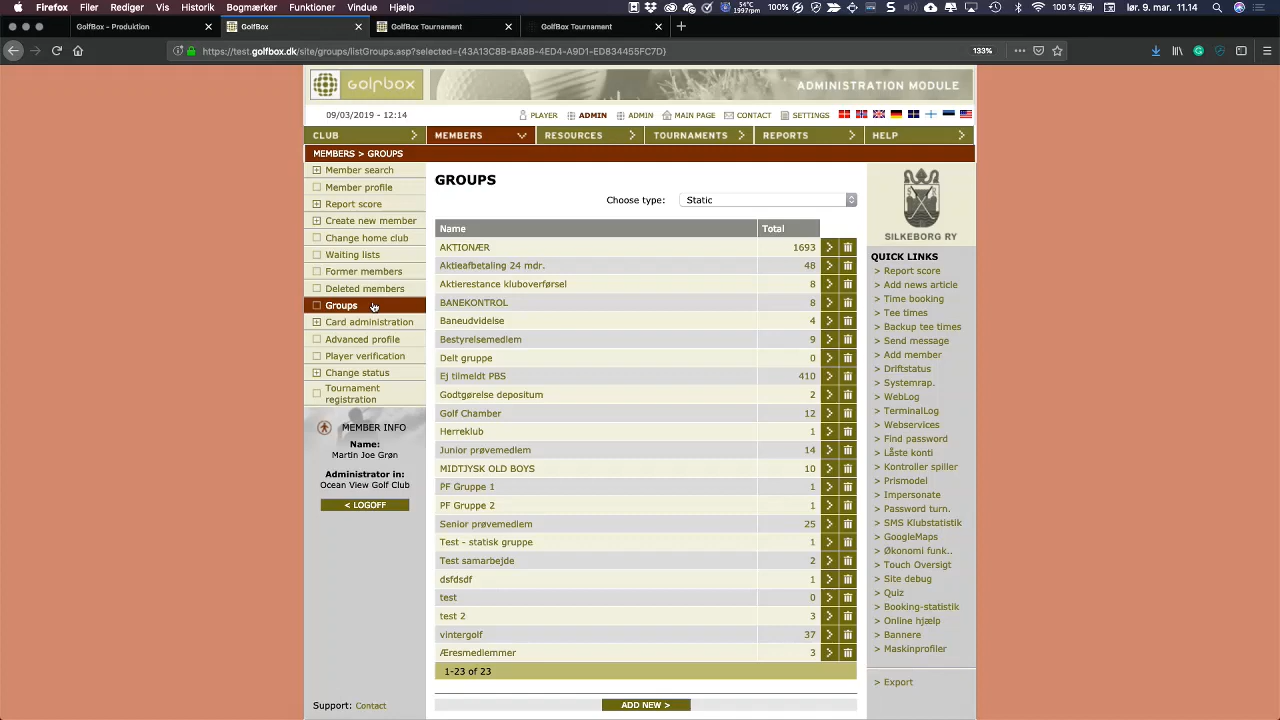 Firefox Arkiv Rediger Vis Historik Bogmærker Funktioner Vindue Hjælp
100% man. 11.14
GolfBox - Produktion
GolfBox
GolfBox Tournament
GolfBox Tournament
https://test.golfbox.dk/site/groups/listGroups.asp?selected={43A13C8B-BA8B-4ED4-A9D1-ED834455FC7D}
133%
GOLFBOX
ADMINISTRATION MODULE
09/03/2019 - 12:14
PLAYER ADMIN ADMIN MAIN PAGE CONTACT SETTINGS
CLUB MEMBERS RESOURCES TOURNAMENTS REPORTS HELP
MEMBERS > GROUPS
Member search
Member profile
Report score
Create new member
Change home club
Waiting lists
Former members
Deleted members
Groups
Card administration
Advanced profile
Player verification
Change status
Tournament
registration
MEMBER INFO
Name:
Martin Joe Grøn
Administrator in:
Ocean View Golf Club
< LOGOFF
Support: Contact
GROUPS
Choose type: Static
Name Total
AKTIONÆR 1693
Aktieafbetaling 24 mdr. 48
Aktierestance kluboverførsel 8
BANEKONTROL 8
Baneudvidelse 4
Bestyrelsemedlem 9
Delt gruppe 0
Ej tilmeldt PBS 410
Godtgørelse depositum 2
Golf Chamber 12
Herreklub 1
Junior prøvemedlem 14
MIDTJYSK OLD BOYS 10
PF Gruppe 1 1
PF Gruppe 2 1
Senior prøvemedlem 25
Test - statisk gruppe 1
Test samarbejde 2
dsfdsdf 1
test 0
test 2 3
vintergolf 37
Æresmedlemmer 3
1-23 of 23
ADD NEW >
SILKEBORG RY
QUICK LINKS
> Report score
> Add news article
> Time booking
> Tee times
> Backup tee times
> Send message
> Add member
> Driftstatus
> Systemrap.
> WebLog
> TerminalLog
> Webservices
> Find password
> Låste konti
> Kontroller spiller
> Prismodel
> Impersonate
> Password turn.
> SMS Klubstatistik
> GoogleMaps
> Økonomi funk..
> Touch Oversigt
> Site debug
> Quiz
> Booking-statistik
> Online hjælp
> Bannere
> Maskinprofiler
> Export